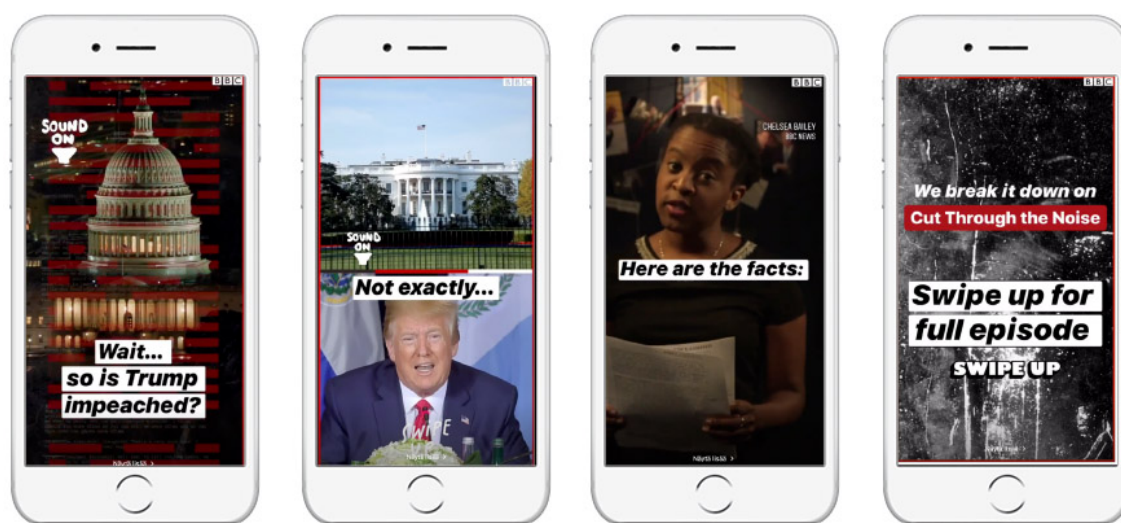 BBC
SOUND
ON
Wait...
so is Trump
impeached?
Näytä lisää >
BBC
SOUND
ON
Not exactly...
SWIPE
Näytä lisää >
BBC
CHELSEA BAILEY
BBC NEWS
Here are the facts:
Näytä lisää >
BBC
We break it down on
Cut Through the Noise
Swipe up for
full episode
SWIPE UP
Näytä lisää >